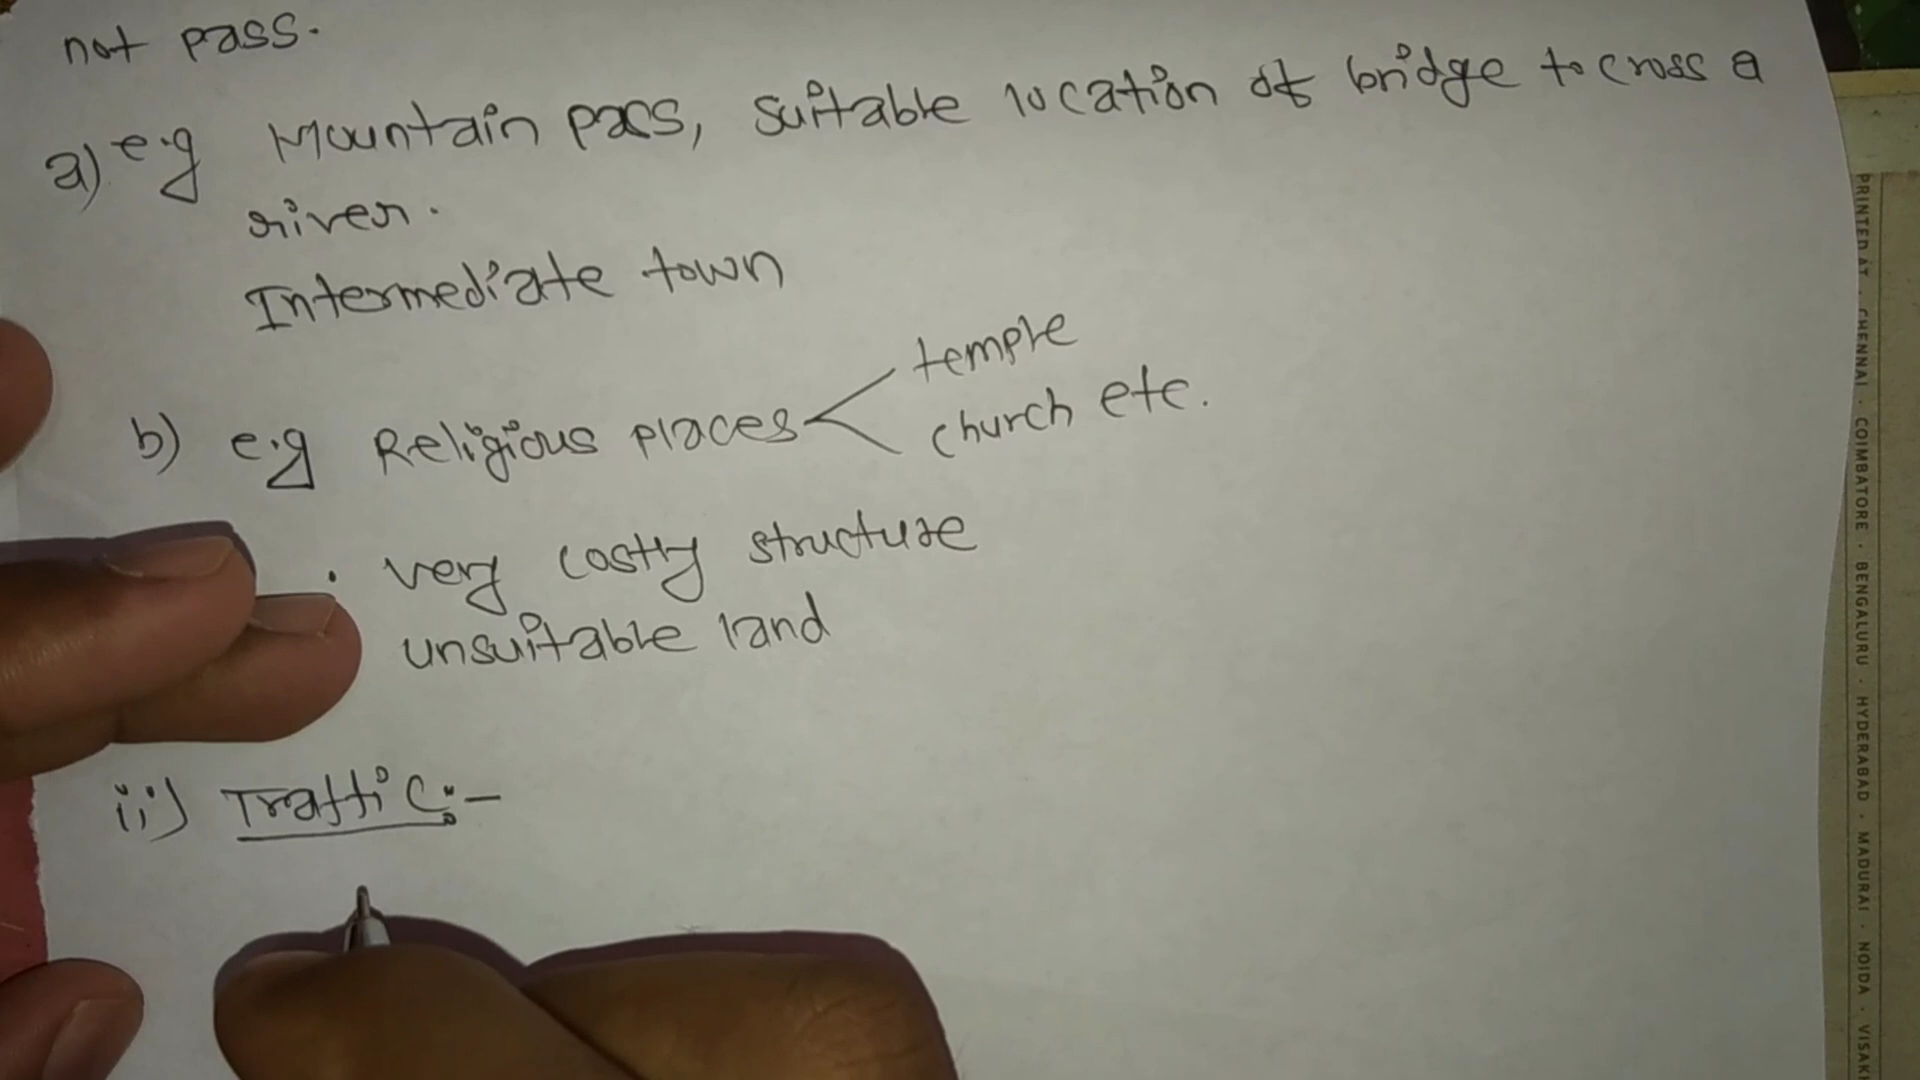 not pass.
a) e.g Mountain pass, suitable location of bridge to cross a
river.
Intermediate town
b) e.g Religious places < temple
church etc.
. very costly structure
unsuitable land
ii) Traffic:-
PRINTED AT · CHENNAI · COIMBATORE · BENGALURU · HYDERABAD · MADURAI · NOIDA · VISAK